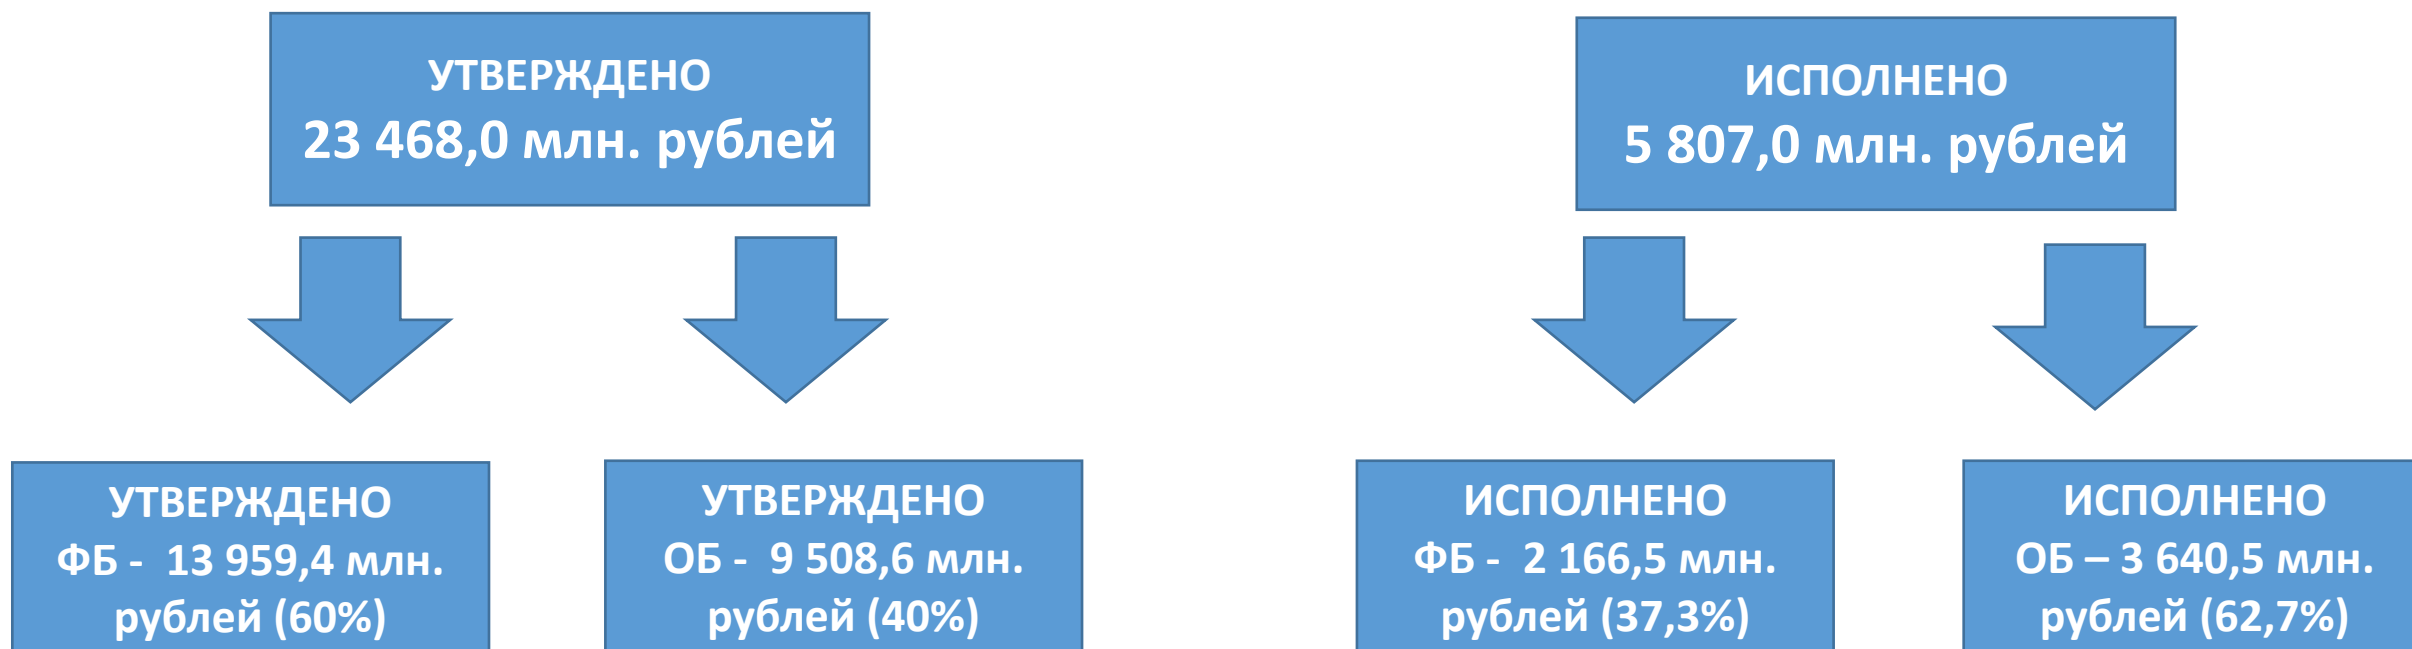 УТВЕРЖДЕНО
23 468,0 млн. рублей
ИСПОЛНЕНО
5 807,0 млн. рублей
УТВЕРЖДЕНО
ФБ - 13 959,4 млн.
рублей (60%)
УТВЕРЖДЕНО
ОБ - 9 508,6 млн.
рублей (40%)
ИСПОЛНЕНО
ФБ - 2 166,5 млн.
рублей (37,3%)
ИСПОЛНЕНО
ОБ – 3 640,5 млн.
рублей (62,7%)